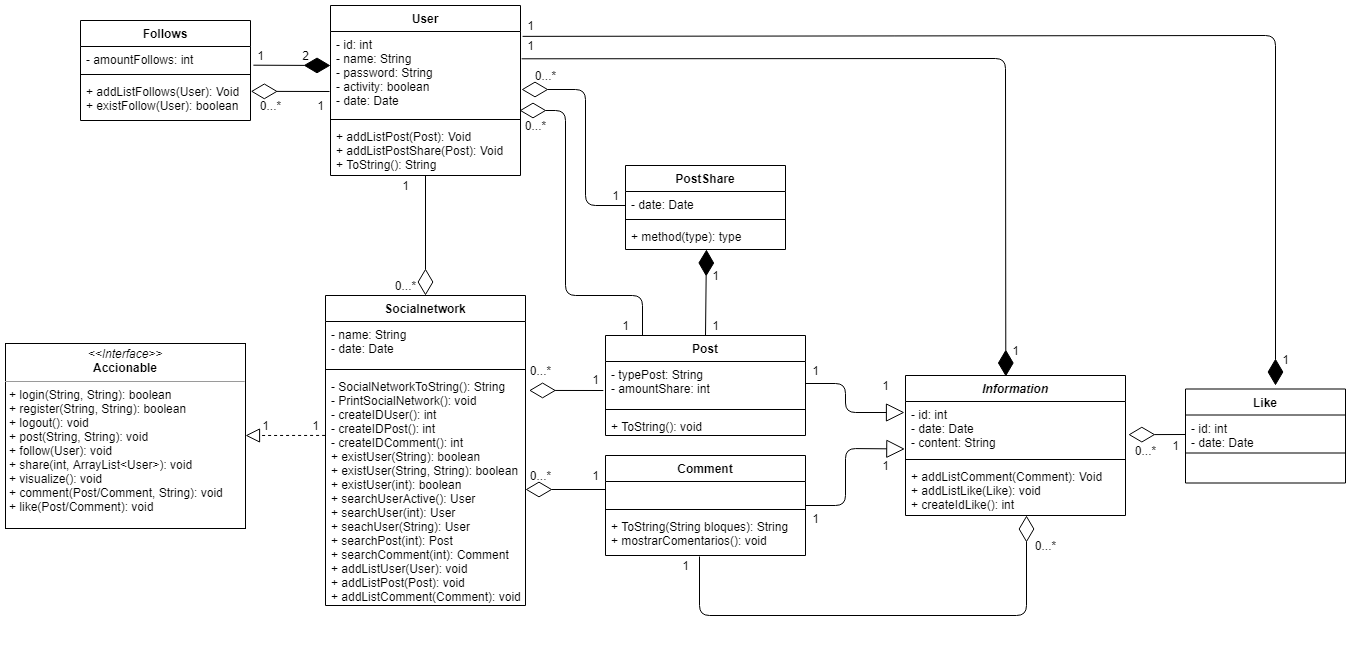 User
- id: int
- name: String
- password: String
- activity: boolean
- date: Date
+ addListPost(Post): Void
+ addListPostShare(Post): Void
+ ToString(): String
Follows
- amountFollows: int
+ addListFollows(User): Void
+ existFollow(User): boolean
1
2
0...*
1
1
1
0...*
0...*
1
PostShare
- date: Date
+ method(type): type
1
1
1
1
0...*
Socialnetwork
- name: String
- date: Date
- SocialNetworkToString(): String
- PrintSocialNetwork(): void
- createIDUser(): int
- createIDPost(): int
- createIDComment(): int
+ existUser(String): boolean
+ existUser(String, String): boolean
+ existUser(int): boolean
+ searchUserActive(): User
+ searchUser(int): User
+ seachUser(String): User
+ searchPost(int): Post
+ searchComment(int): Comment
+ addListUser(User): void
+ addListPost(Post): void
+ addListComment(Comment): void
<<Interface>>
Accionable
+ login(String, String): boolean
+ register(String, String): boolean
+ logout(): void
+ post(String, String): void
+ follow(User): void
+ share(int, ArrayList<User>): void
+ visualize(): void
+ comment(Post/Comment, String): void
+ like(Post/Comment): void
1
1
0...*
1
0...*
1
Post
- typePost: String
- amountShare: int
+ ToString(): void
Comment
+ ToString(String bloques): String
+ mostrarComentarios(): void
1
1
1
1
1
0...*
1
Information
- id: int
- date: Date
- content: String
+ addListComment(Comment): Void
+ addListLike(Like): void
+ createIdLike(): int
0...*
1
1
Like
- id: int
- date: Date